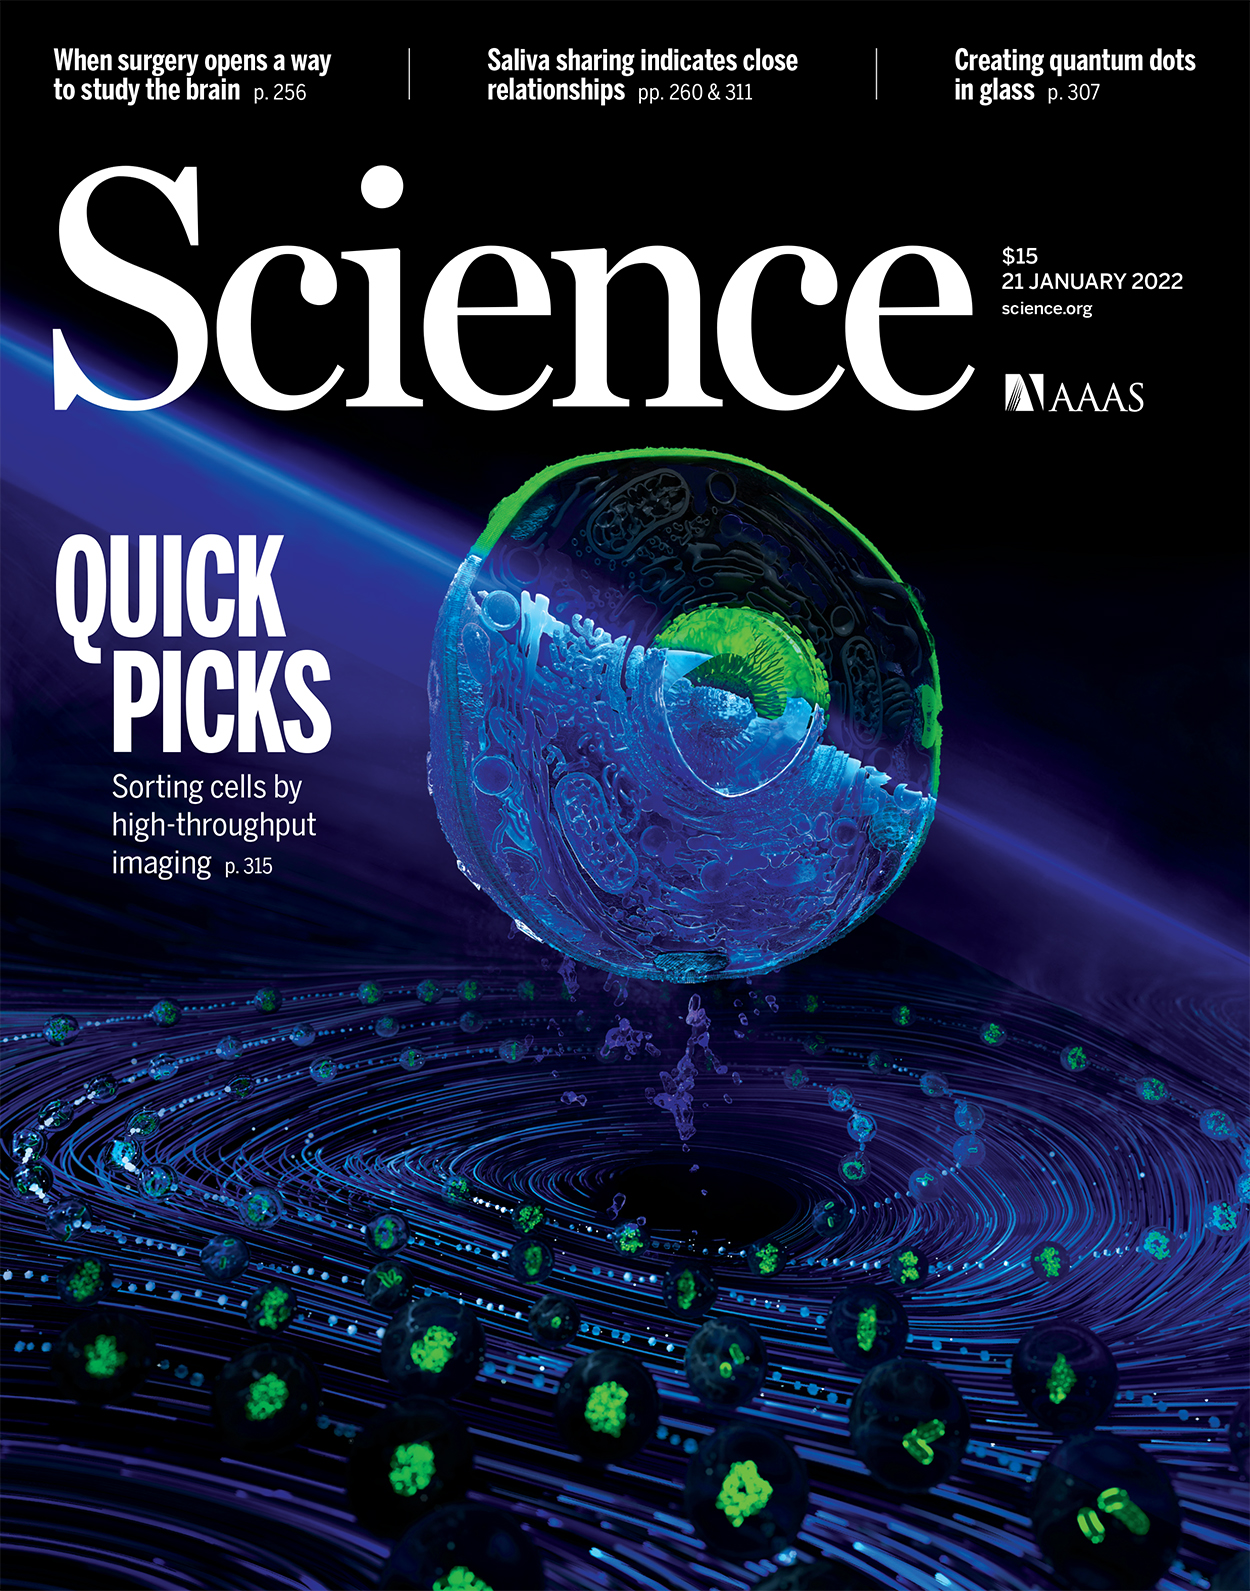 When surgery opens a way
to study the brain p. 256
Saliva sharing indicates close
relationships pp. 260 & 311
Creating quantum dots
in glass p. 307
Science
$15
21 JANUARY 2022
science.org
AAAS
QUICK
PICKS
Sorting cells by
high-throughput
imaging p. 315